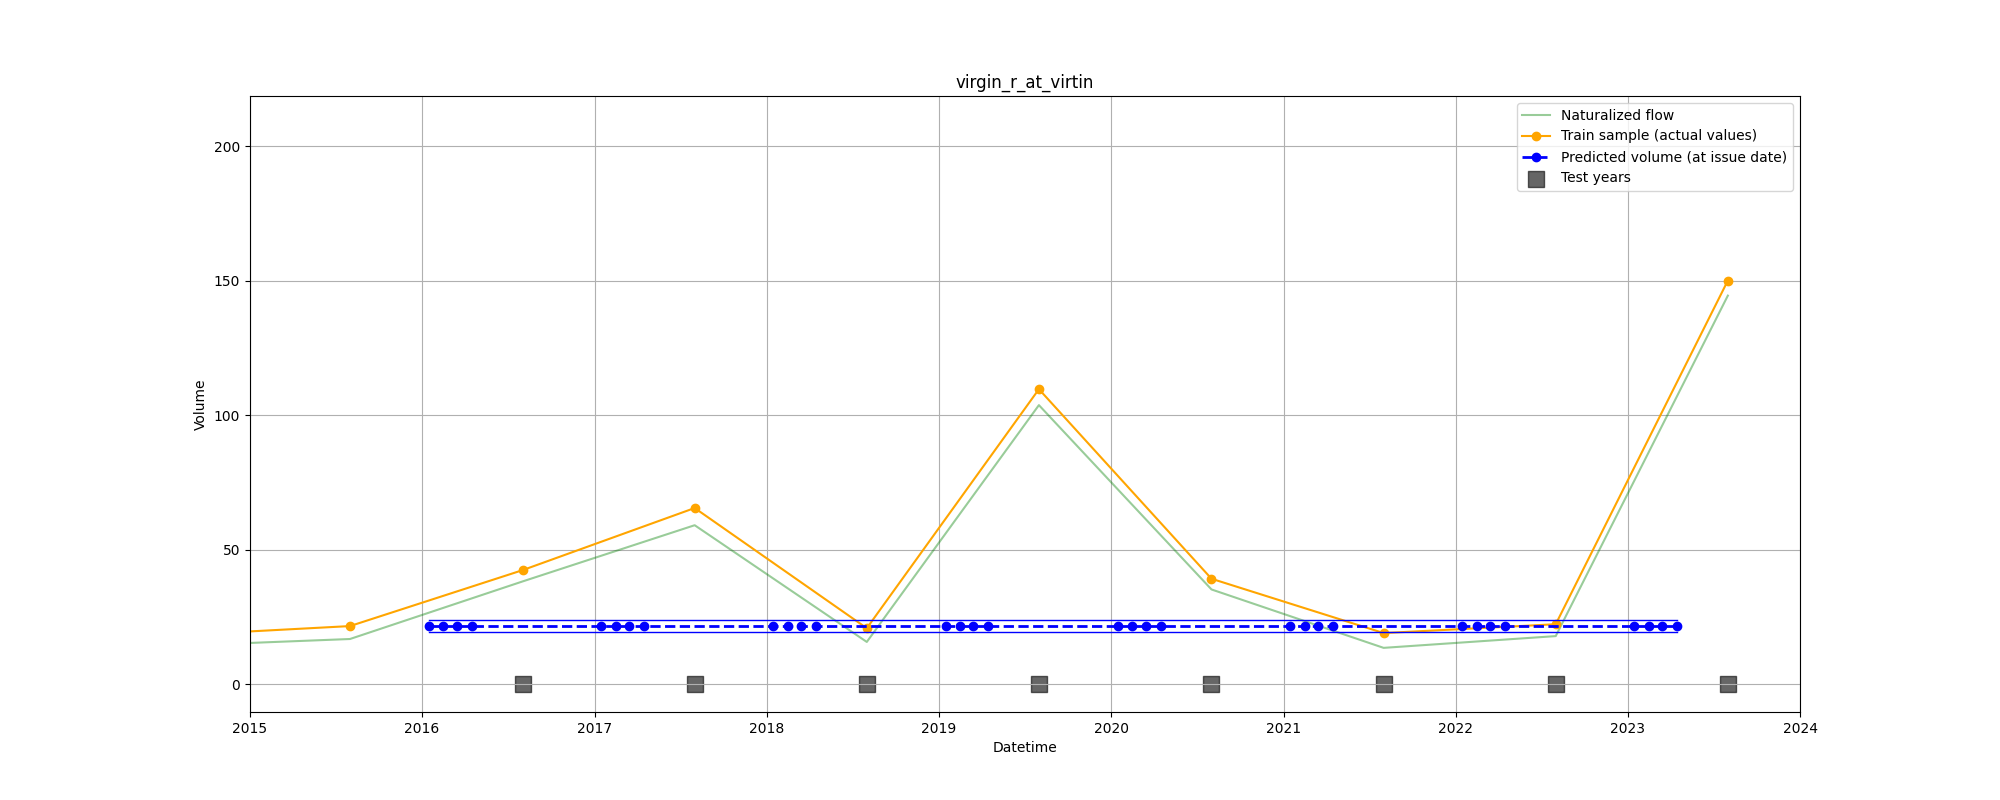 virgin_r_at_virtin
Naturalized flow
Train sample (actual values)
Predicted volume (at issue date)
Test years
200
150
100
50
0
Volume
2015 2016 2017 2018 2019 2020 2021 2022 2023 2024
Datetime